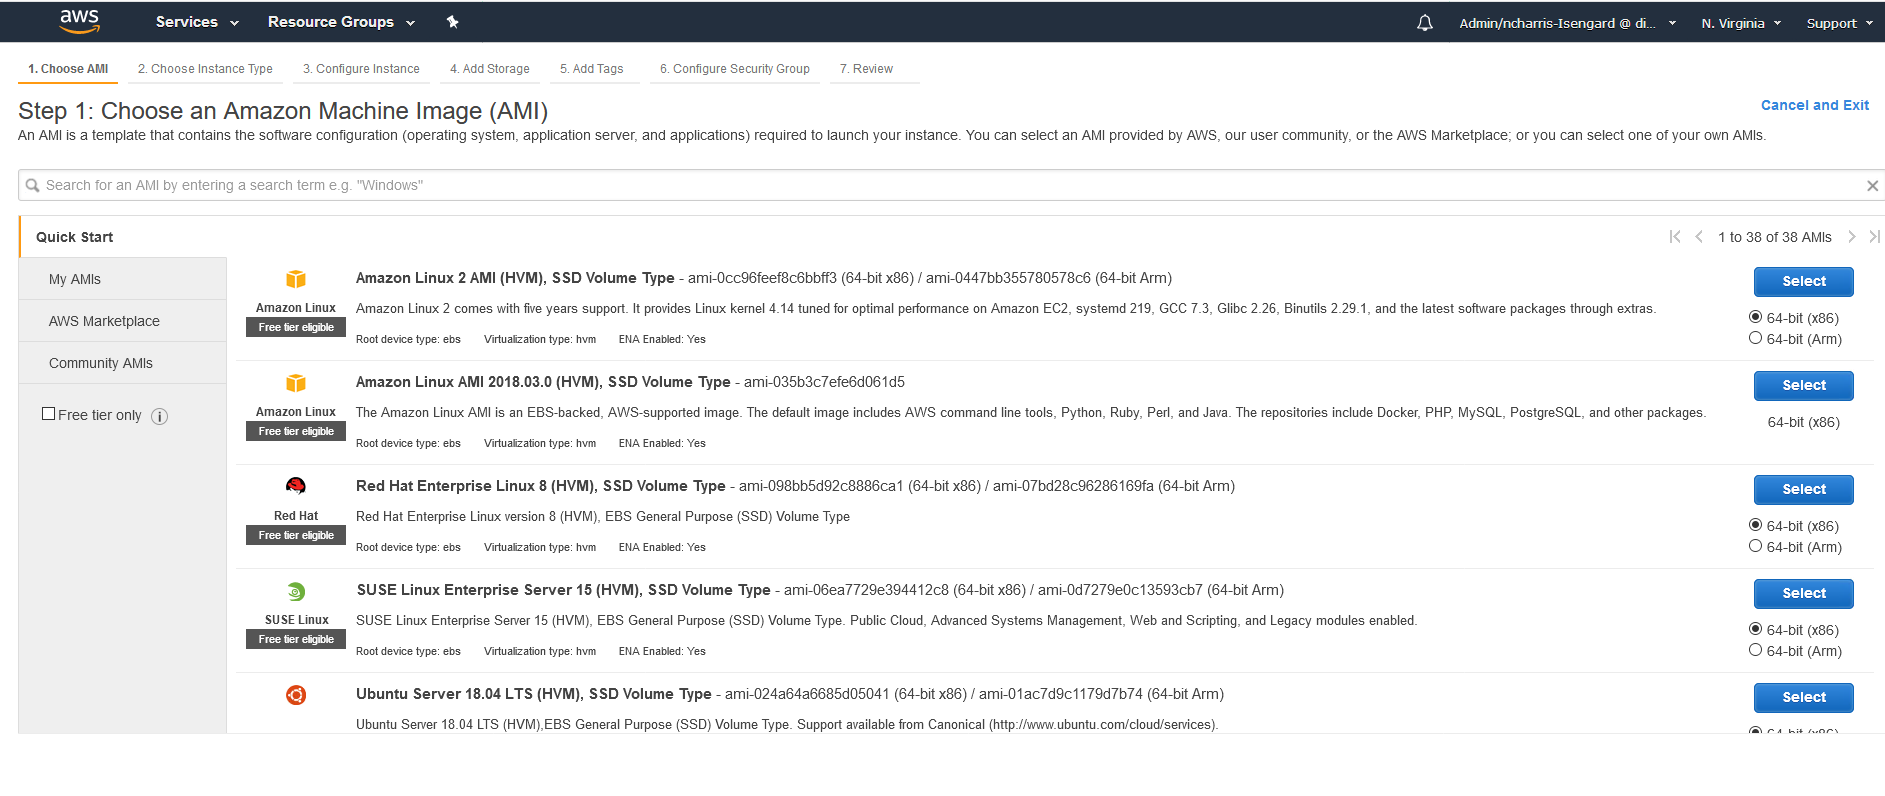 aws Services Resource Groups Admin/ncharris-Isengard @ di... N. Virginia Support
1. Choose AMI 2. Choose Instance Type 3. Configure Instance 4. Add Storage 5. Add Tags 6. Configure Security Group 7. Review
Step 1: Choose an Amazon Machine Image (AMI)
Cancel and Exit
An AMI is a template that contains the software configuration (operating system, application server, and applications) required to launch your instance. You can select an AMI provided by AWS, our user community, or the AWS Marketplace; or you can select one of your own AMIs.
Search for an AMI by entering a search term e.g. "Windows"
Quick Start
1 to 38 of 38 AMIs
My AMIs
AWS Marketplace
Community AMIs
Free tier only
Amazon Linux
Free tier eligible
Amazon Linux 2 AMI (HVM), SSD Volume Type - ami-0cc96feef8c6bbff3 (64-bit x86) / ami-0447bb355780578c6 (64-bit Arm)
Amazon Linux 2 comes with five years support. It provides Linux kernel 4.14 tuned for optimal performance on Amazon EC2, systemd 219, GCC 7.3, Glibc 2.26, Binutils 2.29.1, and the latest software packages through extras.
Root device type: ebs Virtualization type: hvm ENA Enabled: Yes
Select
64-bit (x86)
64-bit (Arm)
Amazon Linux
Free tier eligible
Amazon Linux AMI 2018.03.0 (HVM), SSD Volume Type - ami-035b3c7efe6d061d5
The Amazon Linux AMI is an EBS-backed, AWS-supported image. The default image includes AWS command line tools, Python, Ruby, Perl, and Java. The repositories include Docker, PHP, MySQL, PostgreSQL, and other packages.
Root device type: ebs Virtualization type: hvm ENA Enabled: Yes
Select
64-bit (x86)
Red Hat
Free tier eligible
Red Hat Enterprise Linux 8 (HVM), SSD Volume Type - ami-098bb5d92c8886ca1 (64-bit x86) / ami-07bd28c96286169fa (64-bit Arm)
Red Hat Enterprise Linux version 8 (HVM), EBS General Purpose (SSD) Volume Type
Root device type: ebs Virtualization type: hvm ENA Enabled: Yes
Select
64-bit (x86)
64-bit (Arm)
SUSE Linux
Free tier eligible
SUSE Linux Enterprise Server 15 (HVM), SSD Volume Type - ami-06ea7729e394412c8 (64-bit x86) / ami-0d7279e0c13593cb7 (64-bit Arm)
SUSE Linux Enterprise Server 15 (HVM), EBS General Purpose (SSD) Volume Type. Public Cloud, Advanced Systems Management, Web and Scripting, and Legacy modules enabled.
Root device type: ebs Virtualization type: hvm ENA Enabled: Yes
Select
64-bit (x86)
64-bit (Arm)
Ubuntu Server 18.04 LTS (HVM), SSD Volume Type - ami-024a64a6685d05041 (64-bit x86) / ami-01ac7d9c1179d7b74 (64-bit Arm)
Ubuntu Server 18.04 LTS (HVM),EBS General Purpose (SSD) Volume Type. Support available from Canonical (http://www.ubuntu.com/cloud/services).
Select
64-bit (x86)